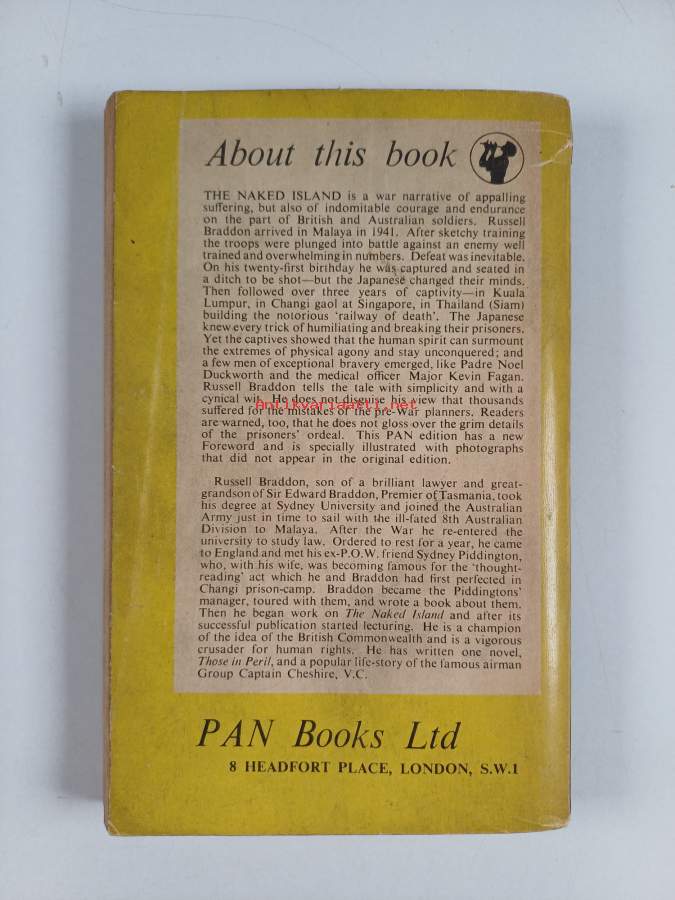 About this book
THE NAKED ISLAND is a war narrative of appalling
suffering, but also of indomitable courage and endurance
on the part of British and Australian soldiers. Russell
Braddon arrived in Malaya in 1941. After sketchy training
the troops were plunged into battle against an enemy well
trained and overwhelming in numbers. Defeat was inevitable.
On his twenty-first birthday he was captured and seated in
a ditch to be shot—but the Japanese changed their minds.
Then followed over three years of captivity—in Kuala
Lumpur, in Changi gaol at Singapore, in Thailand (Siam)
building the notorious ‘railway of death’. The Japanese
knew every trick of humiliating and breaking their prisoners.
Yet the captives showed that the human spirit can surmount
the extremes of physical agony and stay unconquered; and
a few men of exceptional bravery emerged, like Padre Noel
Duckworth and the medical officer Major Kevin Fagan.
Russell Braddon tells the tale with simplicity and with a
cynical wit. He does not disguise his view that thousands
Antikvariaatti.net
suffered for the mistakes of the pre-War planners. Readers
are warned, too, that he does not gloss over the grim details
of the prisoners’ ordeal. This PAN edition has a new
Foreword and is specially illustrated with photographs
that did not appear in the original edition.
Russell Braddon, son of a brilliant lawyer and great-
grandson of Sir Edward Braddon, Premier of Tasmania, took
his degree at Sydney University and joined the Australian
Army just in time to sail with the ill-fated 8th Australian
Division to Malaya. After the War he re-entered the
university to study law. Ordered to rest for a year, he came
to England and met his ex-P.O.W. friend Sydney Piddington,
who, with his wife, was becoming famous for the ‘thought-
reading’ act which he and Braddon had first perfected in
Changi prison-camp. Braddon became the Piddingtons’
manager, toured with them, and wrote a book about them.
Then he began work on The Naked Island and after its
successful publication started lecturing. He is a champion
of the idea of the British Commonwealth and is a vigorous
crusader for human rights. He has written one novel,
Those in Peril, and a popular life-story of the famous airman
Group Captain Cheshire, V.C.
PAN Books Ltd
8 HEADFORT PLACE, LONDON, S.W.1